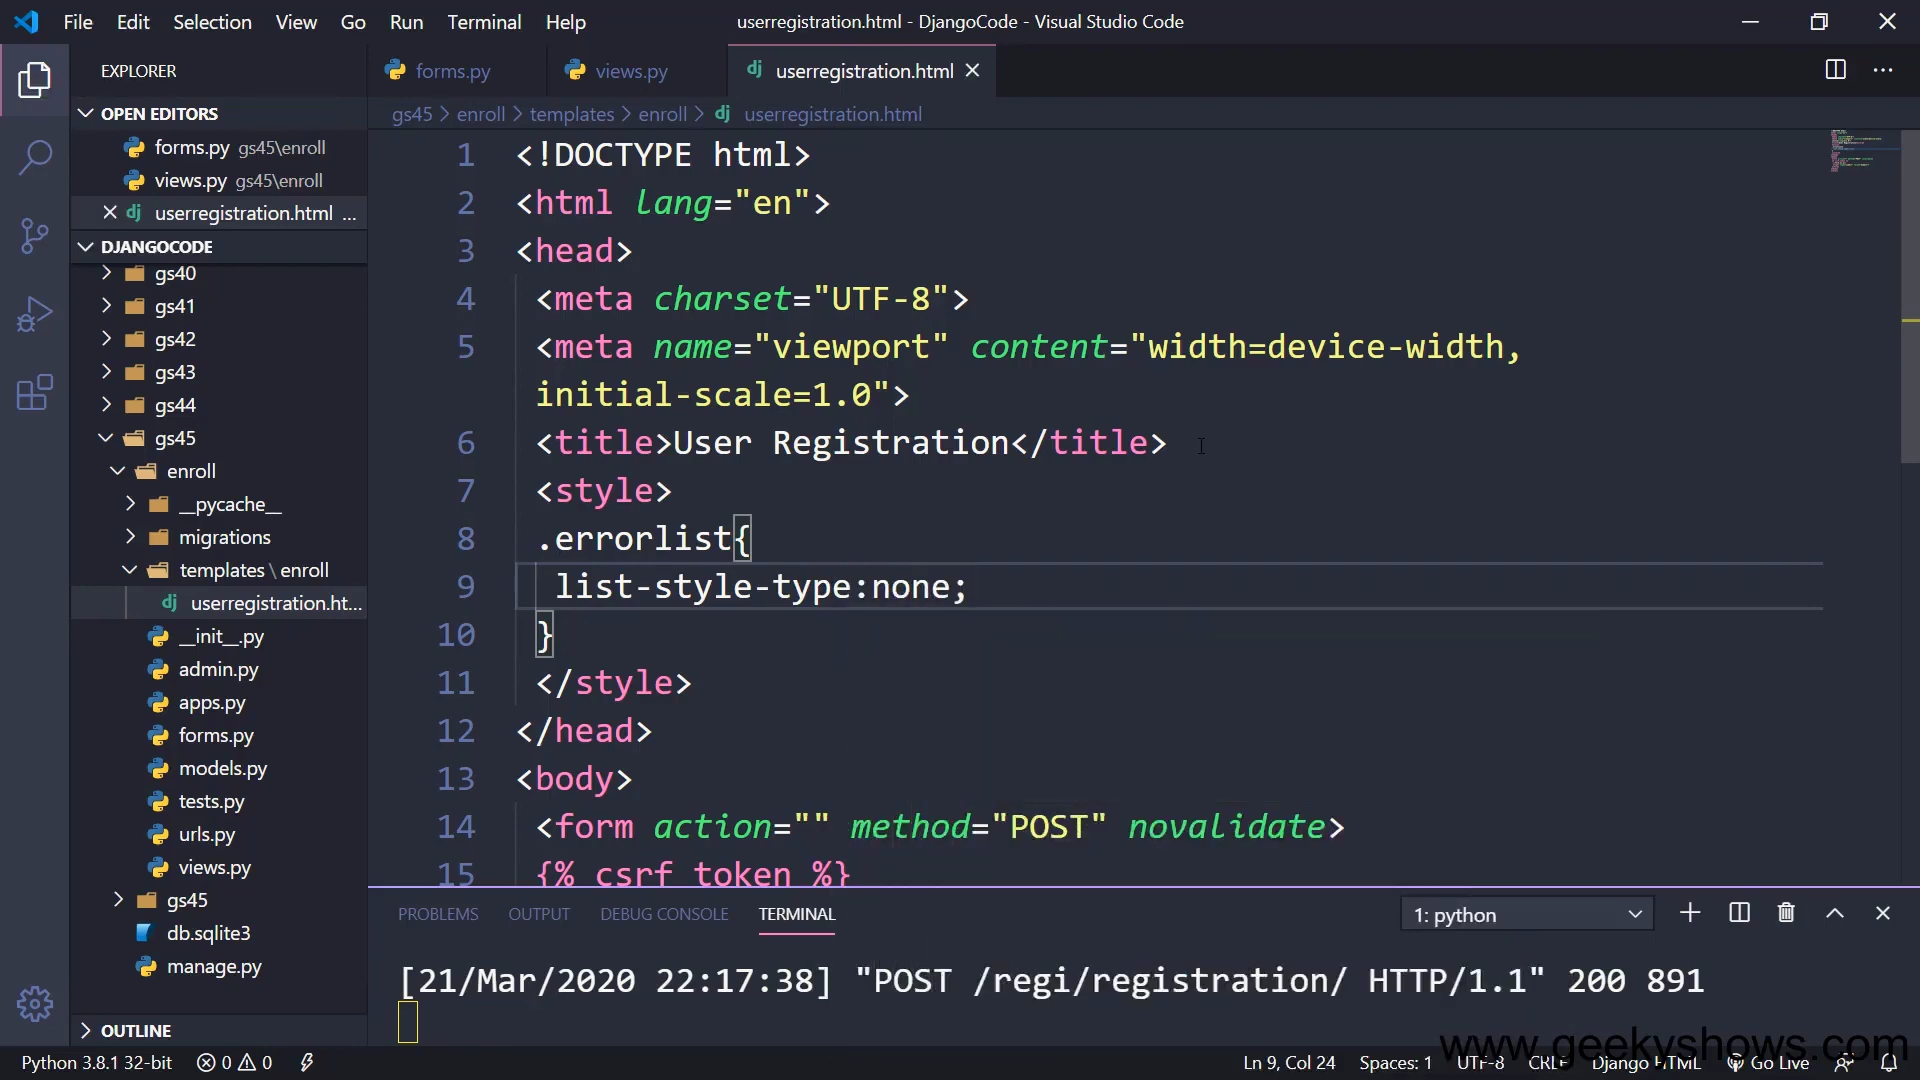 File Edit Selection View Go Run Terminal Help
userregistration.html - DjangoCode - Visual Studio Code
EXPLORER
OPEN EDITORS
forms.py gs45\enroll
views.py gs45\enroll
userregistration.html ...
DJANGOCODE
gs40
gs41
gs42
gs43
gs44
gs45
enroll
__pycache__
migrations
templates \ enroll
userregistration.ht...
__init__.py
admin.py
apps.py
forms.py
models.py
tests.py
urls.py
views.py
gs45
db.sqlite3
manage.py
OUTLINE
forms.py views.py userregistration.html
gs45 > enroll > templates > enroll > userregistration.html
1 <!DOCTYPE html>
2 <html lang="en">
3 <head>
4 <meta charset="UTF-8">
5 <meta name="viewport" content="width=device-width,
initial-scale=1.0">
6 <title>User Registration</title>
7 <style>
8 .errorlist{
9 list-style-type:none;
10 }
11 </style>
12 </head>
13 <body>
14 <form action="" method="POST" novalidate>
15 {% csrf_token %}
PROBLEMS OUTPUT DEBUG CONSOLE TERMINAL
1: python
[21/Mar/2020 22:17:38] "POST /regi/registration/ HTTP/1.1" 200 891
www.geekyshows.com
Python 3.8.1 32-bit 0 0
Ln 9, Col 24 Spaces: 1 UTF-8 CRLF Django HTML Go Live